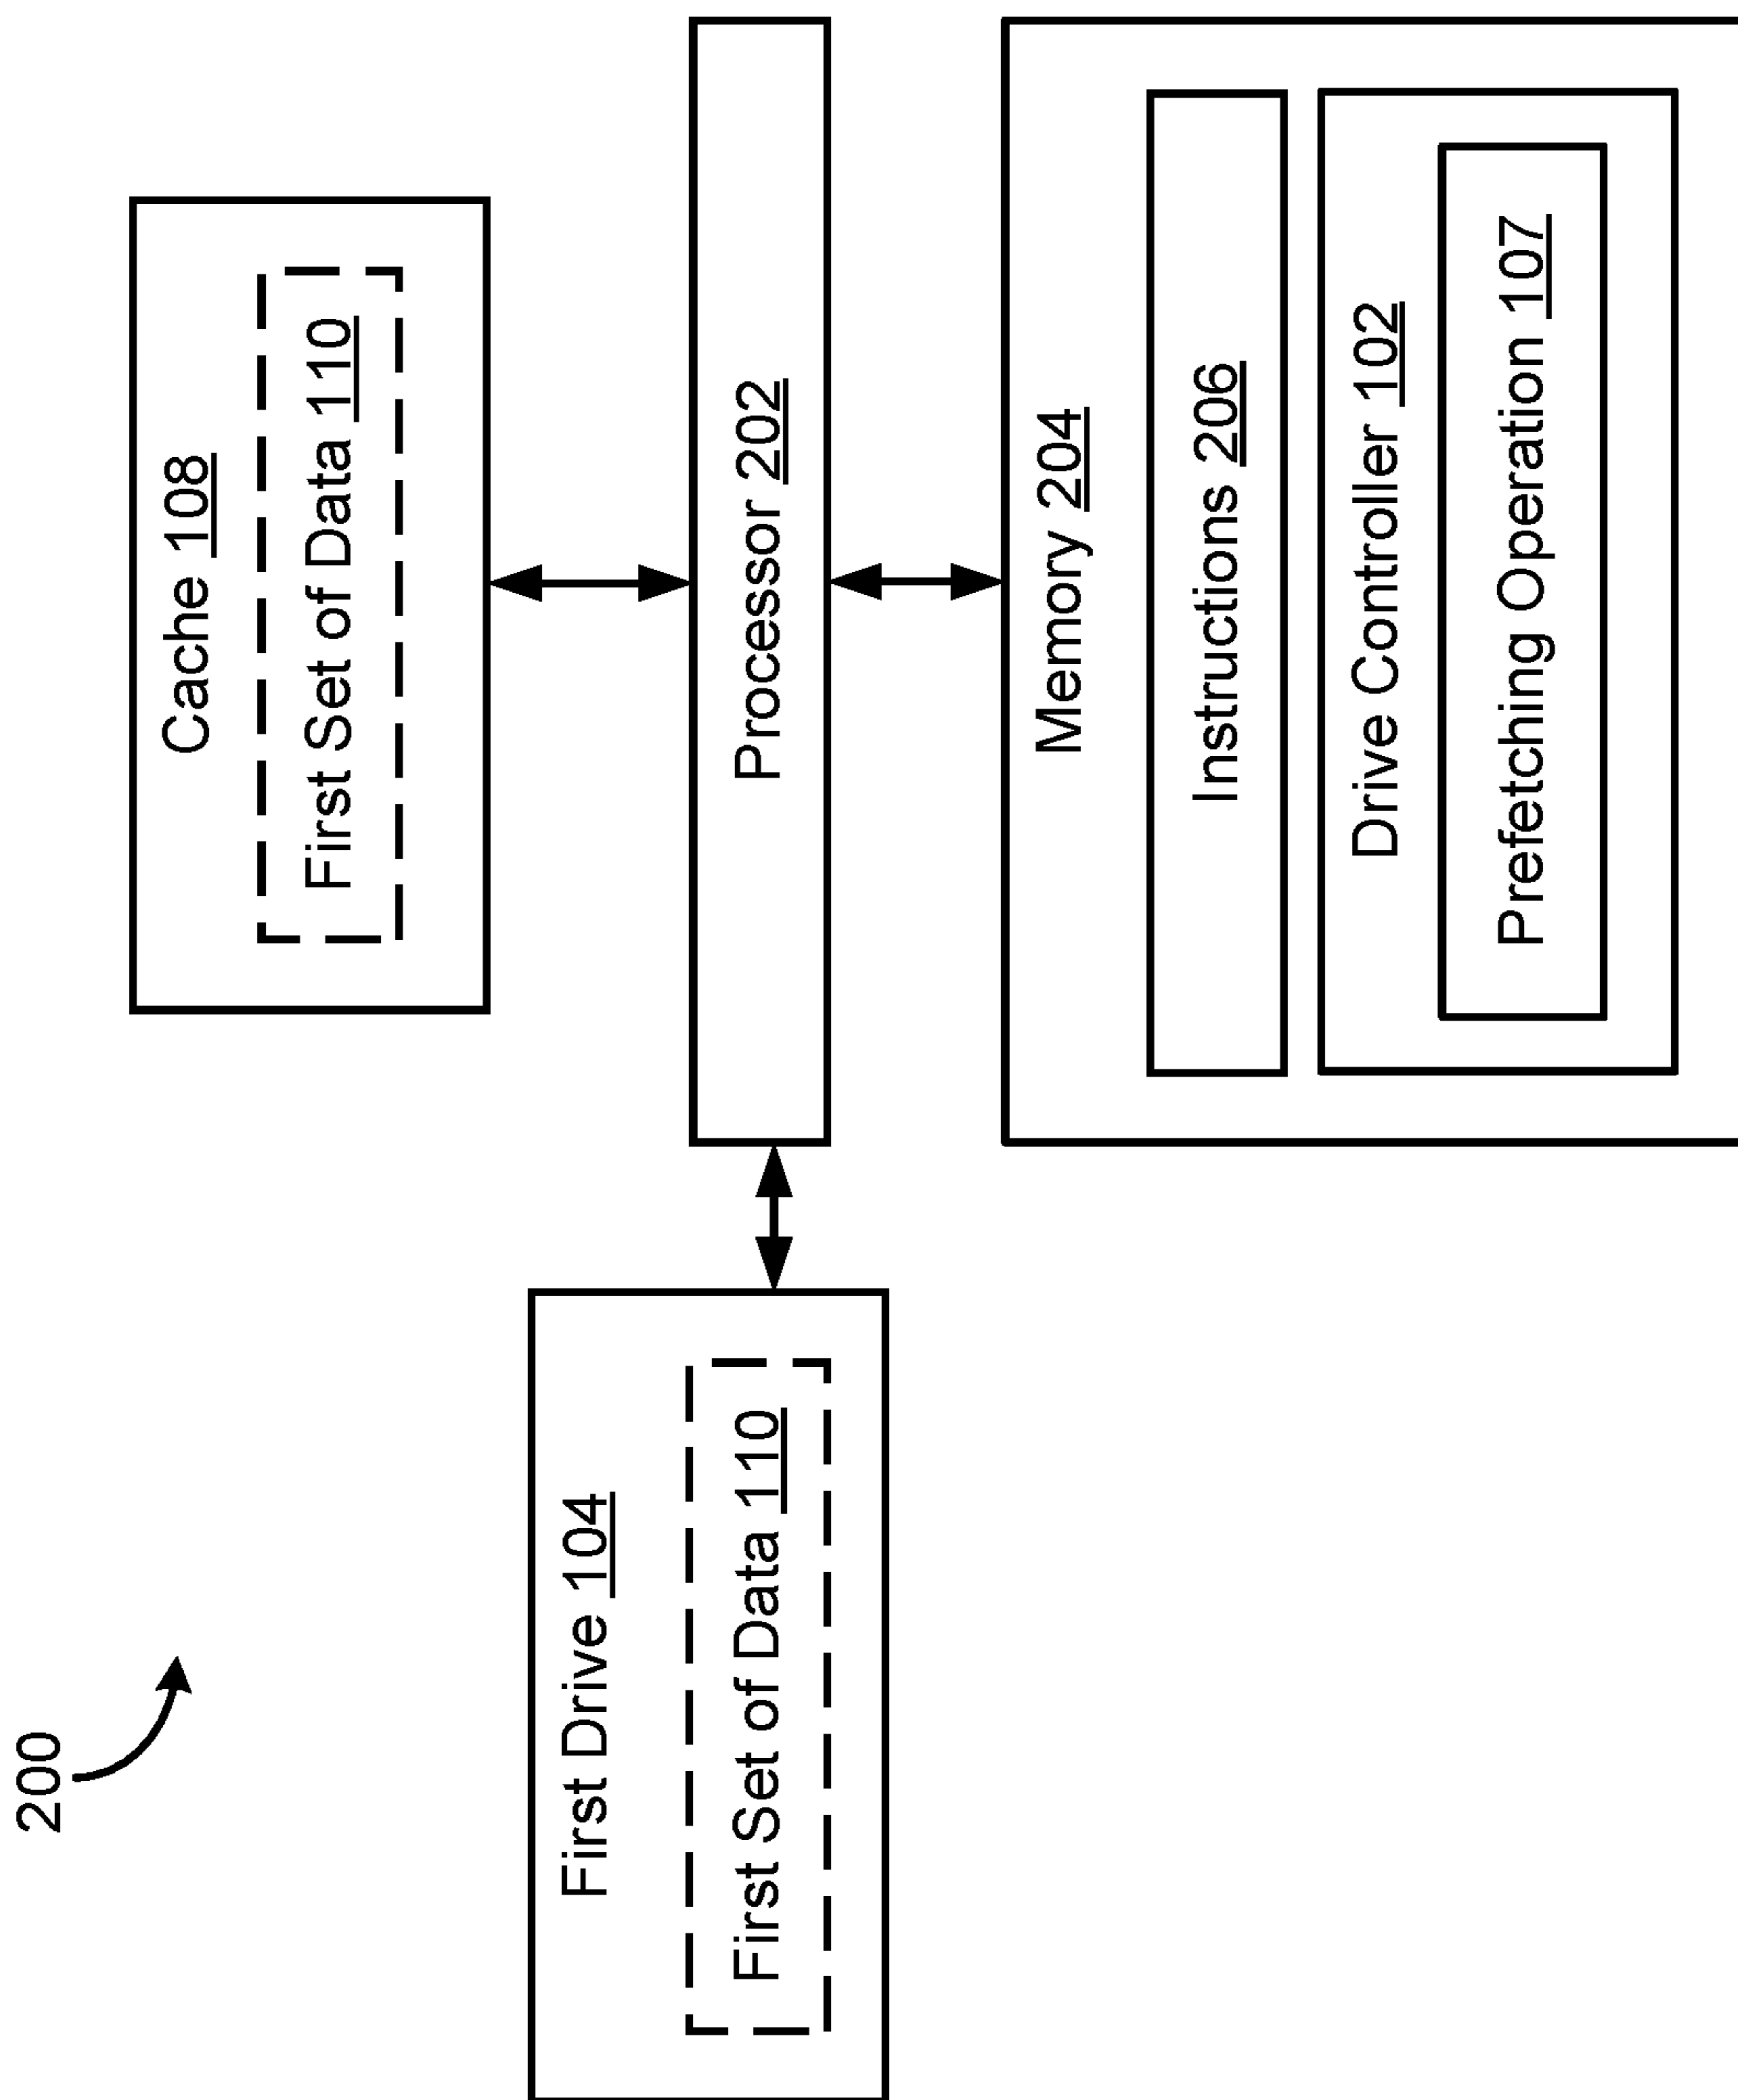 200
First Drive 104
First Set of Data 110
Cache 108
First Set of Data 110
Processor 202
Memory 204
Instructions 206
Drive Controller 102
Prefetching Operation 107